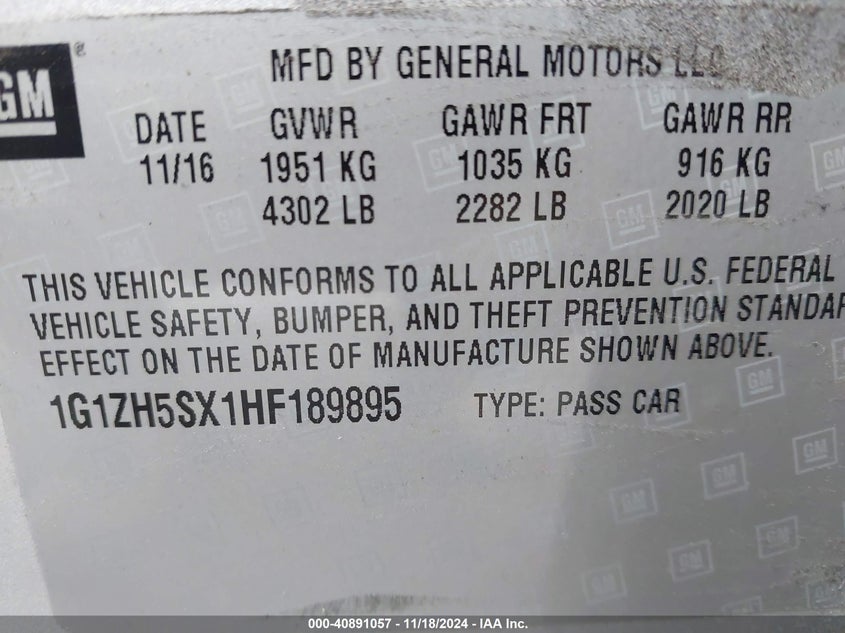 GM®
MFD BY GENERAL MOTORS LLC
DATE GVWR GAWR FRT GAWR RR
11/16 1951 KG 1035 KG 916 KG
4302 LB 2282 LB 2020 LB
THIS VEHICLE CONFORMS TO ALL APPLICABLE U.S. FEDERAL
VEHICLE SAFETY, BUMPER, AND THEFT PREVENTION STANDAR
EFFECT ON THE DATE OF MANUFACTURE SHOWN ABOVE.
1G1ZH5SX1HF189895 TYPE: PASS CAR
000-40891057 - 11/18/2024 - IAA Inc.